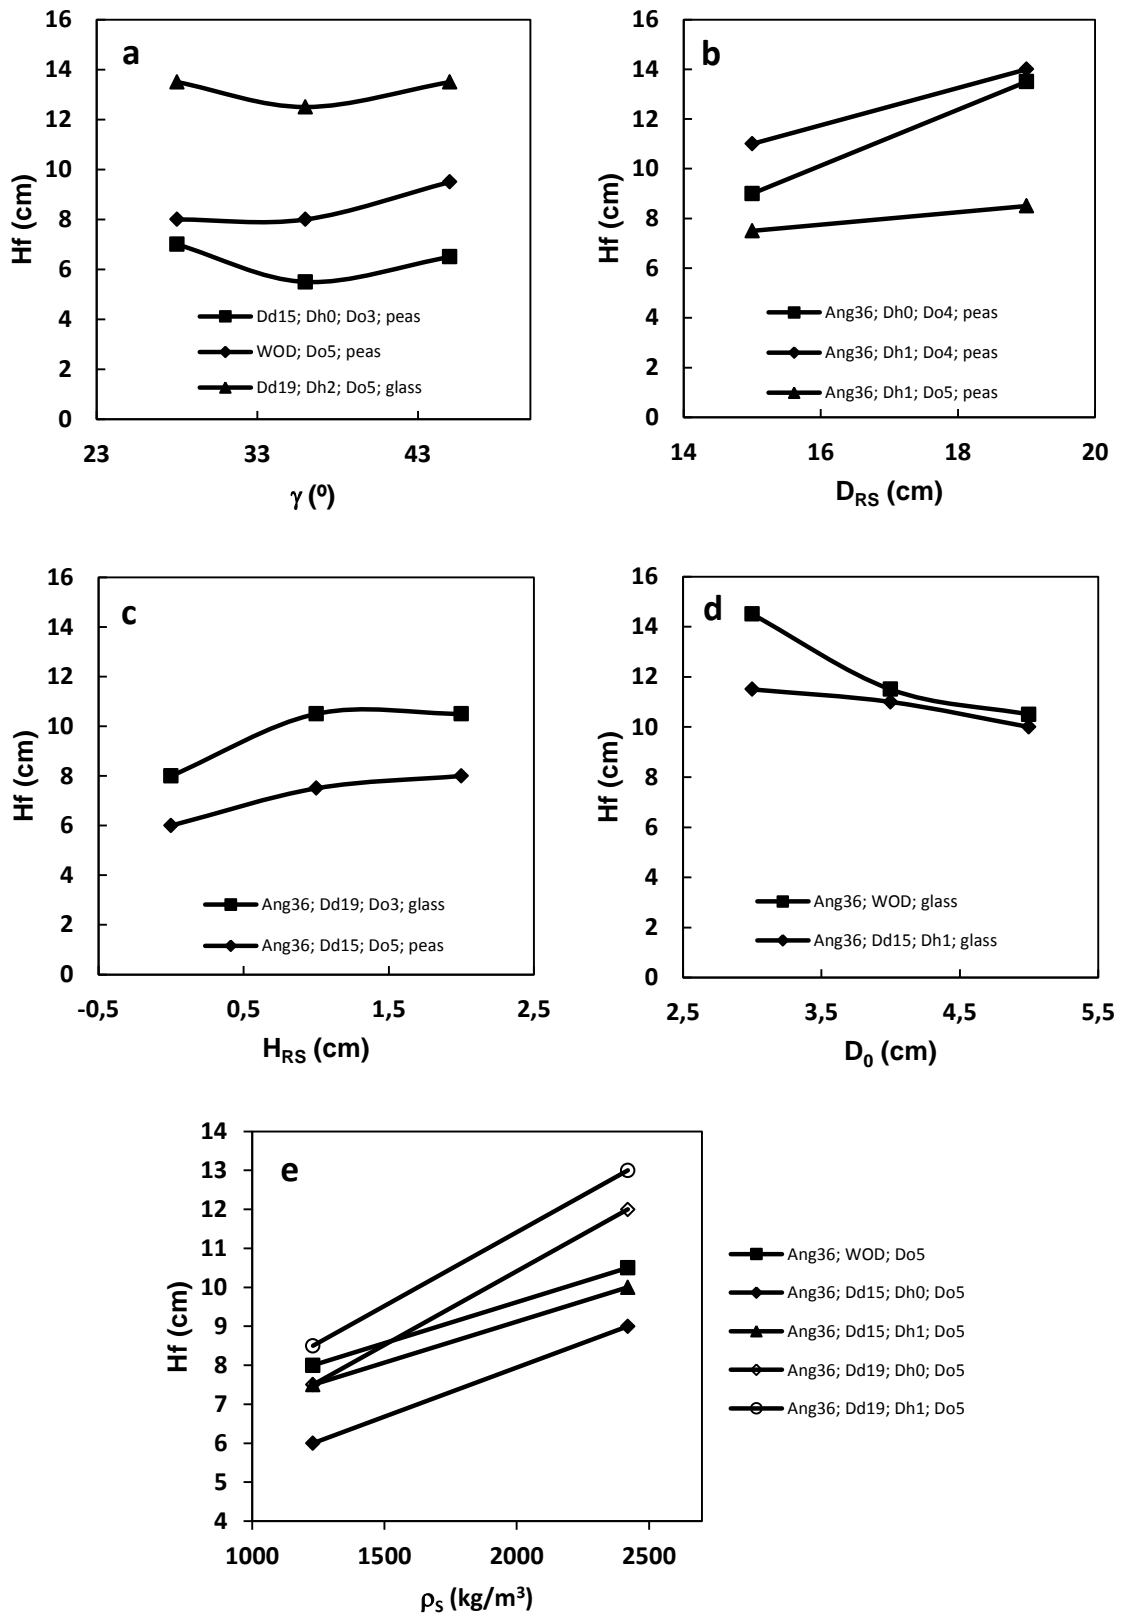 a
Hf (cm)
16
14
12
10
8
6
4
2
0
Dd15; Dh0; Do3; peas
WOD; Do5; peas
Dd19; Dh2; Do5; glass
23 33 43
γ (º)
b
Hf (cm)
16
14
12
10
8
6
4
2
0
Ang36; Dh0; Do4; peas
Ang36; Dh1; Do4; peas
Ang36; Dh1; Do5; peas
14 16 18 20
DRS (cm)
c
Hf (cm)
16
14
12
10
8
6
4
2
0
Ang36; Dd19; Do3; glass
Ang36; Dd15; Do5; peas
-0,5 0,5 1,5 2,5
HRS (cm)
d
Hf (cm)
16
14
12
10
8
6
4
2
0
Ang36; WOD; glass
Ang36; Dd15; Dh1; glass
2,5 3,5 4,5 5,5
D0 (cm)
e
Hf (cm)
14
13
12
11
10
9
8
7
6
5
4
1000 1500 2000 2500
ρS (kg/m³)
Ang36; WOD; Do5
Ang36; Dd15; Dh0; Do5
Ang36; Dd15; Dh1; Do5
Ang36; Dd19; Dh0; Do5
Ang36; Dd19; Dh1; Do5